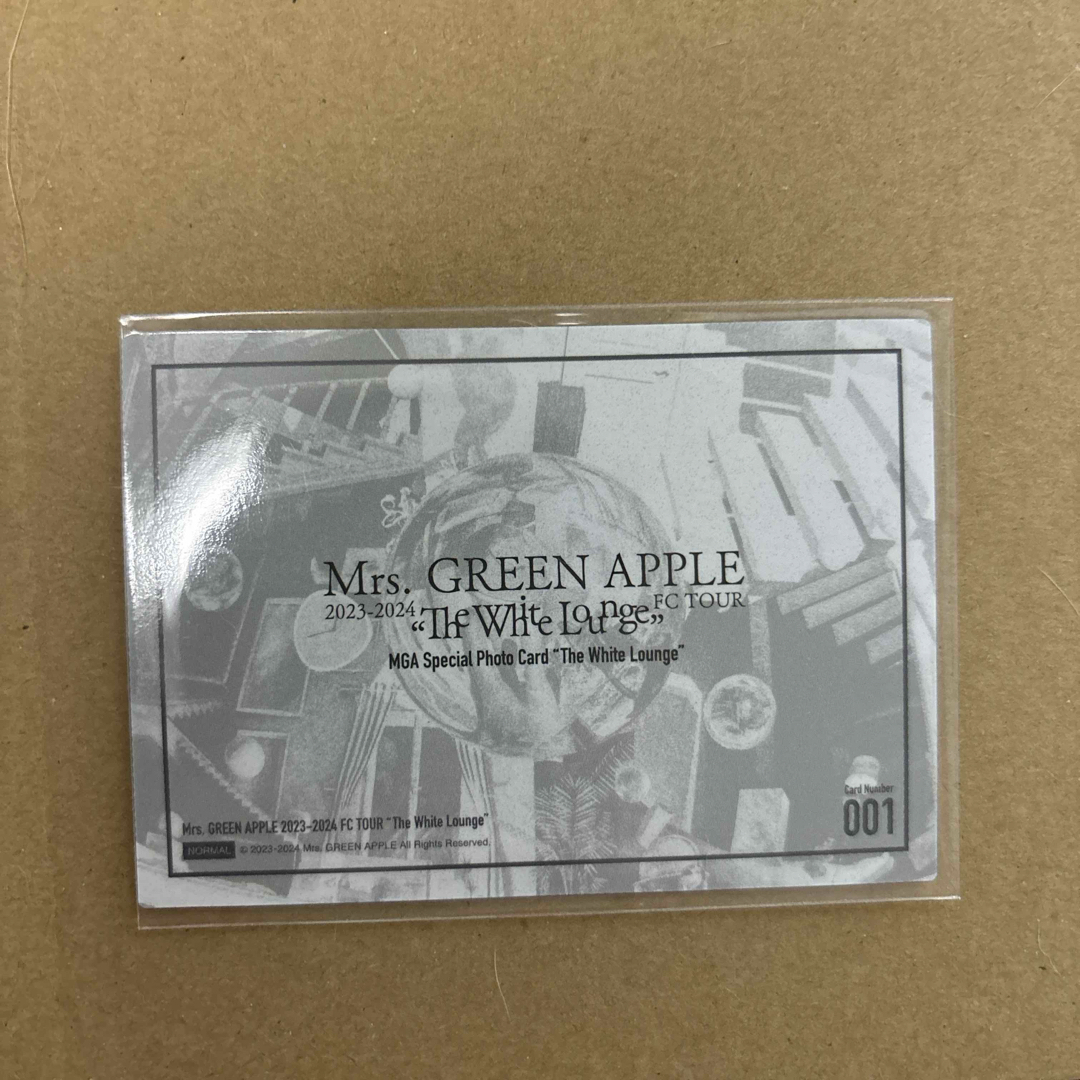 Mrs. GREEN APPLE
2023-2024 “The White Lounge” FC TOUR
MGA Special Photo Card “The White Lounge”
Card Number
001
Mrs. GREEN APPLE 2023-2024 FC TOUR “The White Lounge”
NORMAL © 2023-2024 Mrs. GREEN APPLE All Rights Reserved.